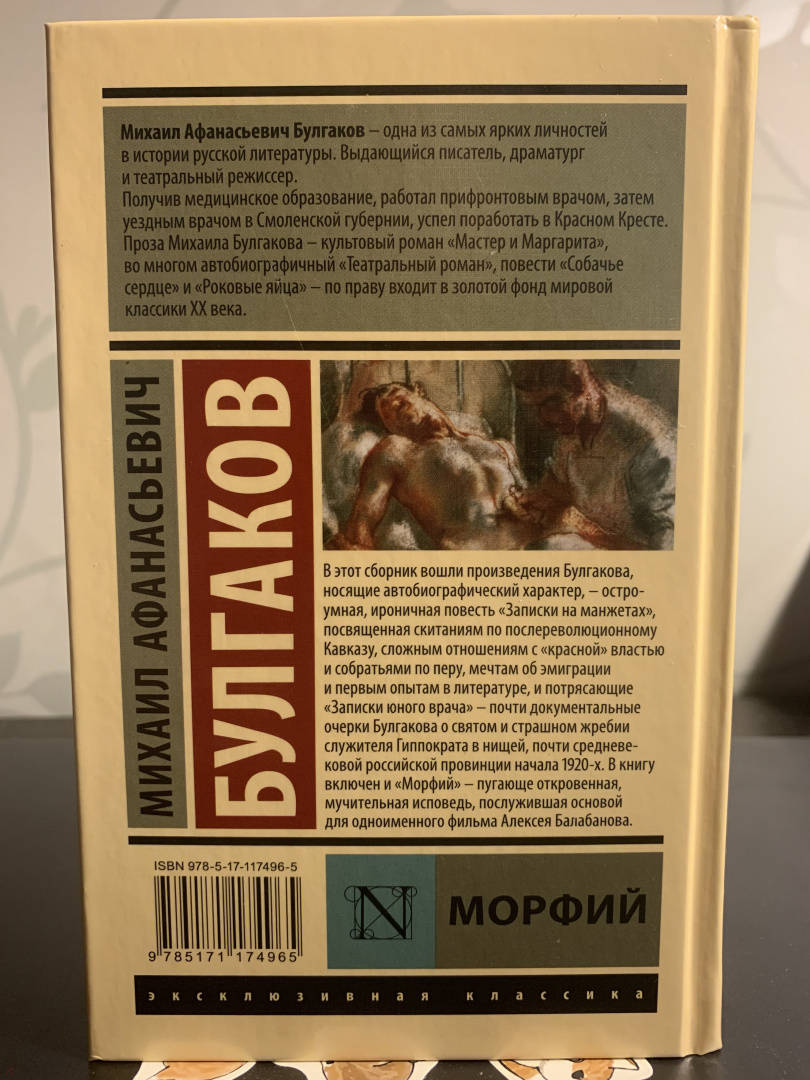 Михаил Афанасьевич Булгаков – одна из самых ярких личностей
в истории русской литературы. Выдающийся писатель, драматург
и театральный режиссер.
Получив медицинское образование, работал прифронтовым врачом, затем
уездным врачом в Смоленской губернии, успел поработать в Красном Кресте.
Проза Михаила Булгакова – культовый роман «Мастер и Маргарита»,
во многом автобиографичный «Театральный роман», повести «Собачье
сердце» и «Роковые яйца» – по праву входит в золотой фонд мировой
классики XX века.
МИХАИЛ АФАНАСЬЕВИЧ
БУЛГАКОВ
В этот сборник вошли произведения Булгакова,
носящие автобиографический характер, – остро-
умная, ироничная повесть «Записки на манжетах»,
посвященная скитаниям по послереволюционному
Кавказу, сложным отношениям с «красной» властью
и собратьями по перу, мечтам об эмиграции
и первым опытам в литературе, и потрясающие
«Записки юного врача» – почти документальные
очерки Булгакова о святом и страшном жребии
служителя Гиппократа в нищей, почти средневе-
ковой российской провинции начала 1920-х. В книгу
включен и «Морфий» – пугающе откровенная,
мучительная исповедь, послужившая основой
для одноименного фильма Алексея Балабанова.
ISBN 978-5-17-117496-5
9 785171 174965
N
МОРФИЙ
эксклюзивная классика